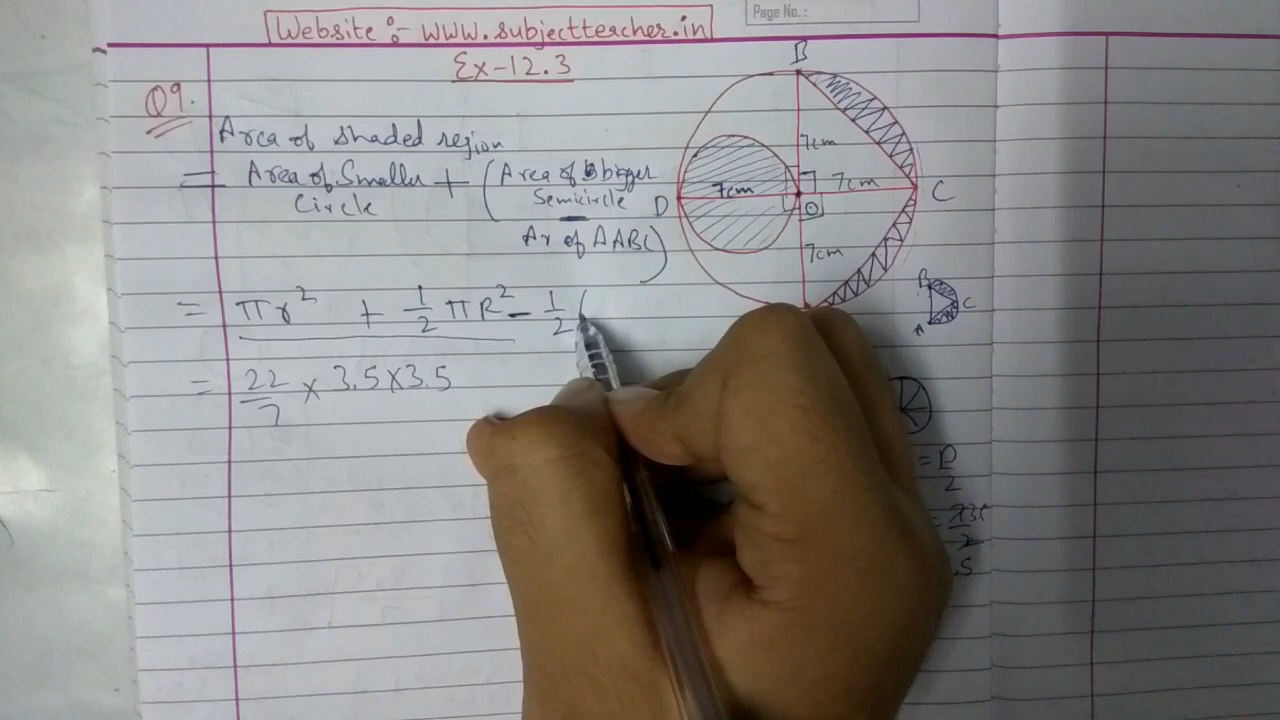 Page No.:
Website :- www.subjectteacher.in
Ex-12.3
Q9.
Area of shaded region
= Area of Smaller Circle + (Area of bigger Semicircle - Ar of ΔABC)
= πr² + 1/2 πR² - 1/2 (
= 22/7 × 3.5 × 3.5
B
7cm
7cm
7cm
D
O
C
7cm
B
C
A